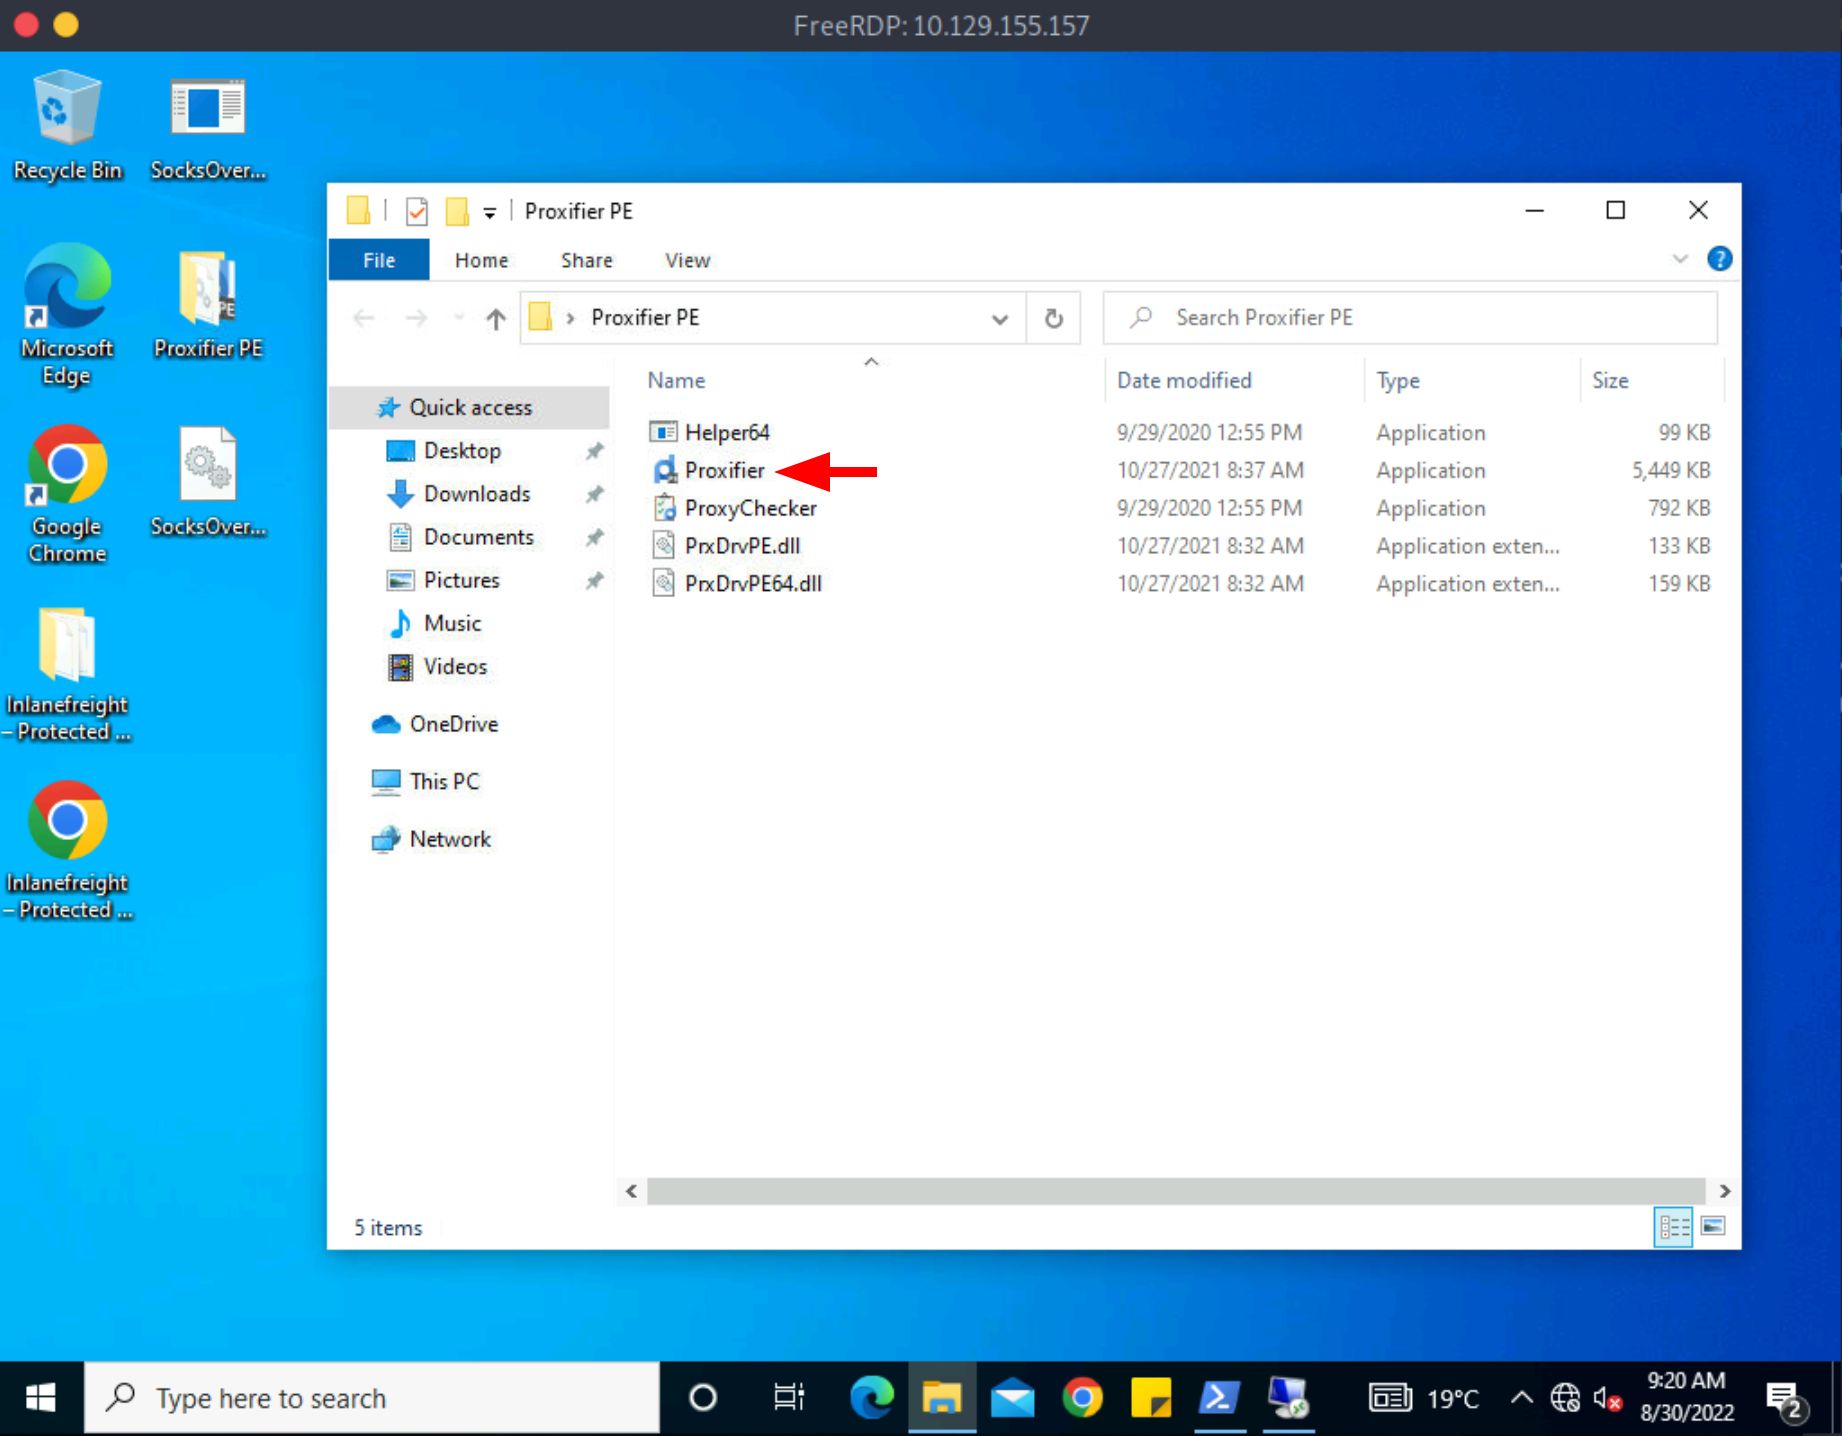 FreeRDP: 10.129.155.157
Recycle Bin
SocksOver...
Microsoft
Edge
Proxifier PE
Google
Chrome
SocksOver...
Inlanefreight
– Protected ...
Inlanefreight
– Protected ...
Proxifier PE
File Home Share View
Proxifier PE
Search Proxifier PE
Quick access
Desktop
Downloads
Documents
Pictures
Music
Videos
OneDrive
This PC
Network
Name Date modified Type Size
Helper64 9/29/2020 12:55 PM Application 99 KB
Proxifier 10/27/2021 8:37 AM Application 5,449 KB
ProxyChecker 9/29/2020 12:55 PM Application 792 KB
PrxDrvPE.dll 10/27/2021 8:32 AM Application exten... 133 KB
PrxDrvPE64.dll 10/27/2021 8:32 AM Application exten... 159 KB
5 items
Type here to search
19°C
9:20 AM
8/30/2022
2